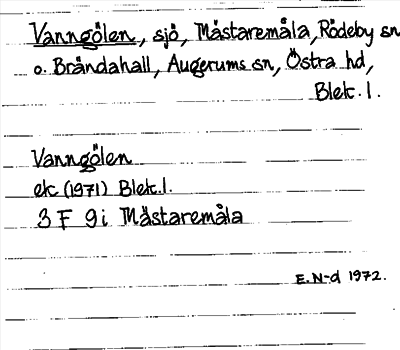 Vanngölen, sjö, Mästaremåla, Rödeby sn
o. Brändahall, Augerums sn, Östra hd,
Blek. l.
Vanngölen
ek (1971) Blek. l.
3 F 9i Mästaremåla
E. N-d 1972.